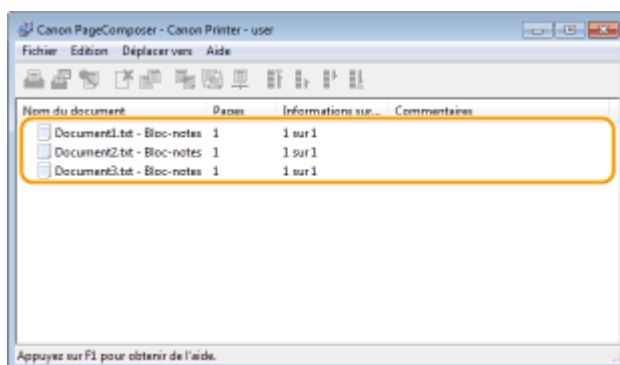 Canon PageComposer - Canon Printer - user
Fichier Edition Déplacer vers Aide
Nom du document Pages Informations sur... Commentaires
Document1.txt - Bloc-notes 1 1 sur 1
Document2.txt - Bloc-notes 1 1 sur 1
Document3.txt - Bloc-notes 1 1 sur 1
Appuyez sur F1 pour obtenir de l'aide.